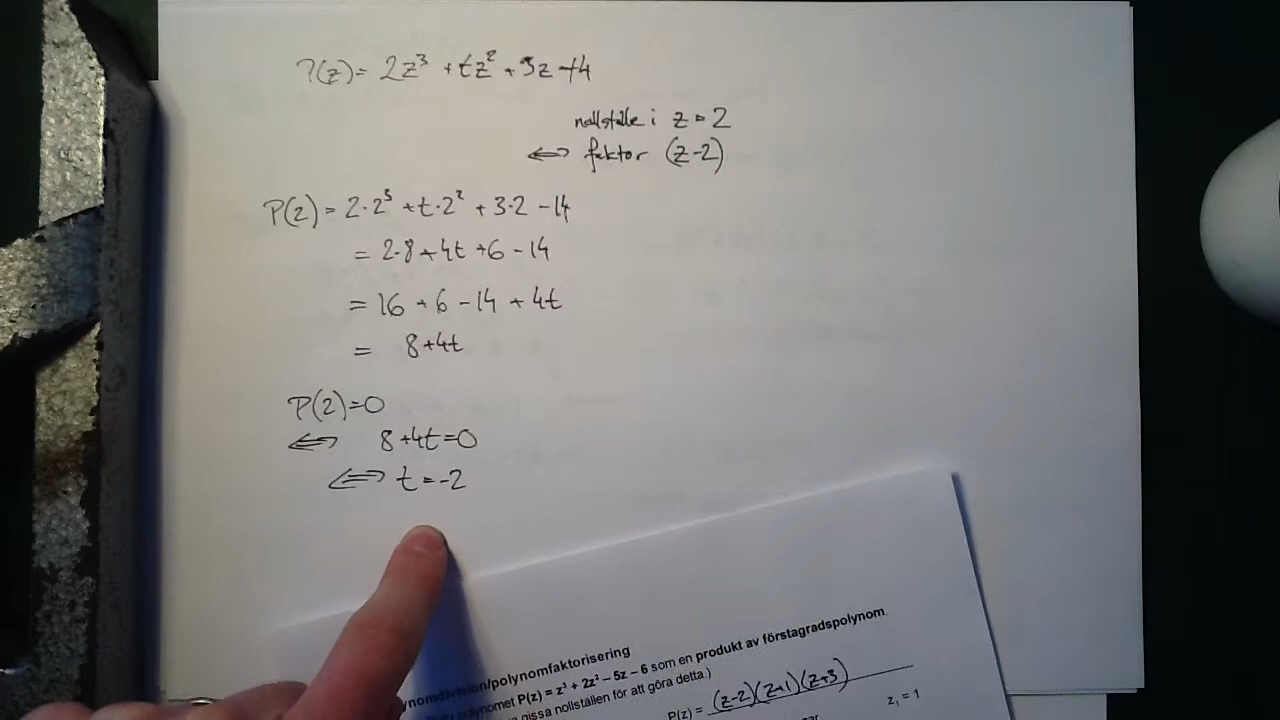 P(z) = 2z³ + tz² + 3z - 14
nollställe i z = 2
⟺ faktor (z-2)
P(2) = 2·2³ + t·2² + 3·2 - 14
= 2·8 + 4t + 6 - 14
= 16 + 6 - 14 + 4t
= 8 + 4t
P(2) = 0
⟺ 8 + 4t = 0
⟺ t = -2
ynomdivision/polynomfaktorisering
polynomet P(z) = z³ + 2z² – 5z – 6 som en produkt av förstagradspolynom.
gissa nollställen för att göra detta.)
P(z) = (z-2)(z+1)(z+3)
z₁ = 1